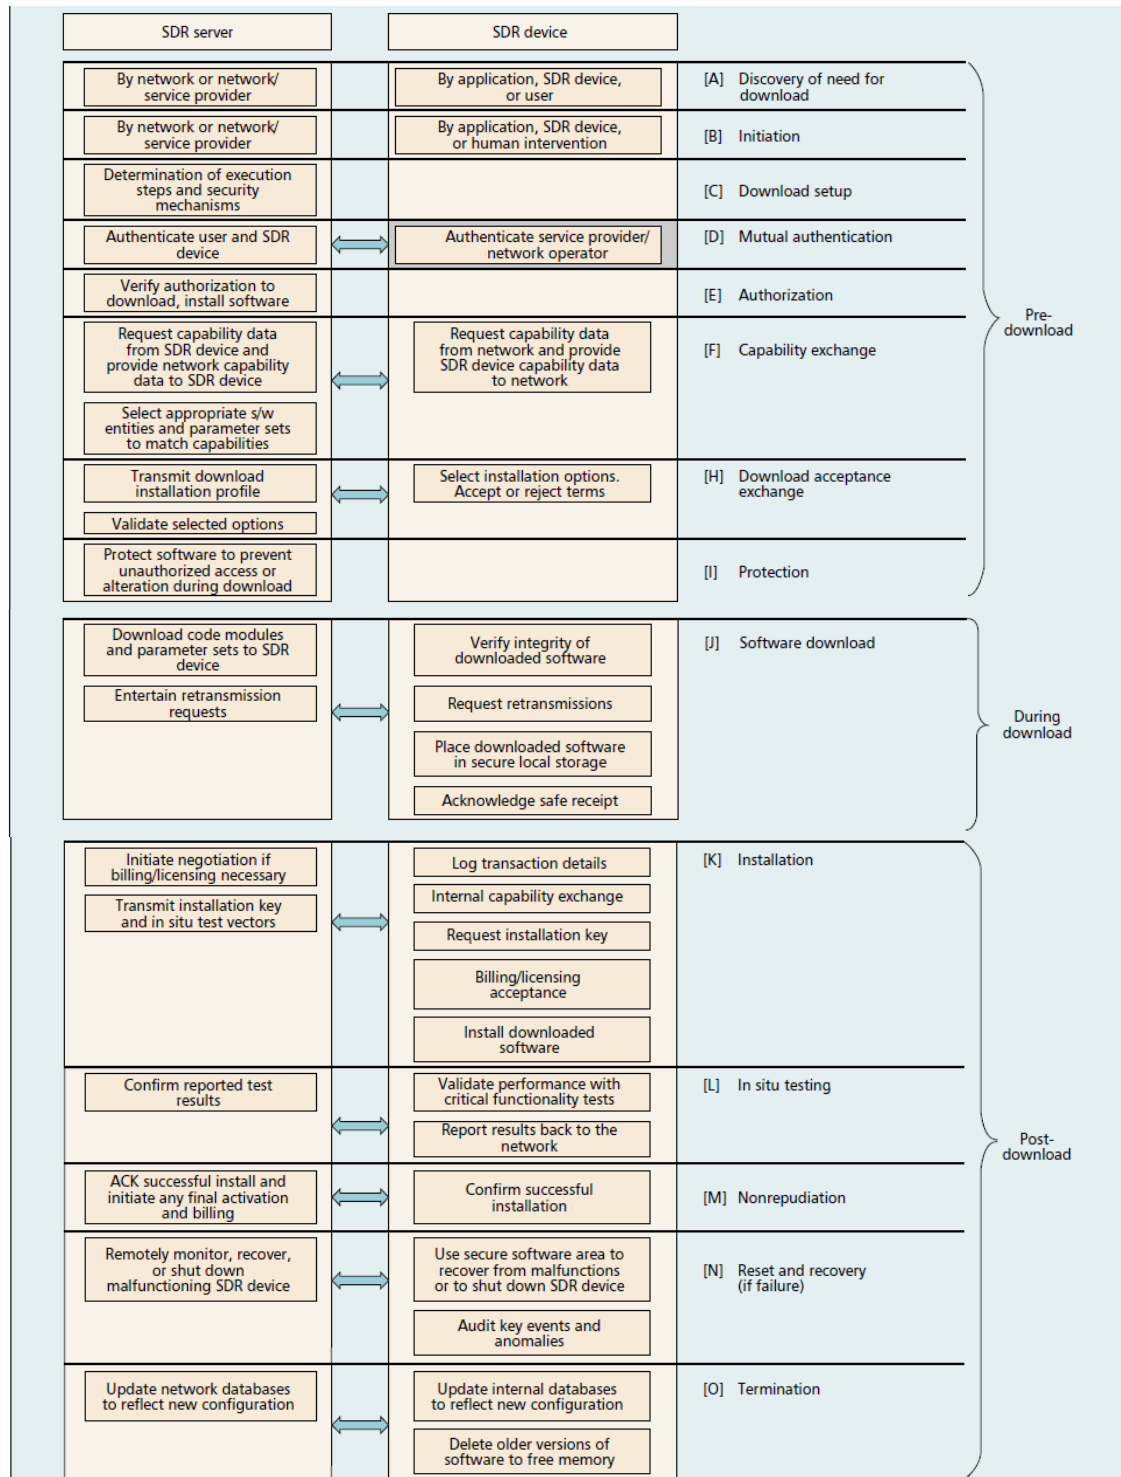 SDR server
SDR device
By network or network/
service provider
By application, SDR device,
or user
[A] Discovery of need for
download
By network or network/
service provider
By application, SDR device,
or human intervention
[B] Initiation
Determination of execution
steps and security
mechanisms
[C] Download setup
Authenticate user and SDR
device
Authenticate service provider/
network operator
[D] Mutual authentication
Verify authorization to
download, install software
[E] Authorization
Request capability data
from SDR device and
provide network capability
data to SDR device
Request capability data
from network and provide
SDR device capability data
to network
[F] Capability exchange
Select appropriate s/w
entities and parameter sets
to match capabilities
Transmit download
installation profile
Select installation options.
Accept or reject terms
[H] Download acceptance
exchange
Validate selected options
Protect software to prevent
unauthorized access or
alteration during download
[I] Protection
Pre-
download
Download code modules
and parameter sets to SDR
device
Verify integrity of
downloaded software
[J] Software download
Entertain retransmission
requests
Request retransmissions
Place downloaded software
in secure local storage
Acknowledge safe receipt
During
download
Initiate negotiation if
billing/licensing necessary
Log transaction details
[K] Installation
Transmit installation key
and in situ test vectors
Internal capability exchange
Request installation key
Billing/licensing
acceptance
Install downloaded
software
Confirm reported test
results
Validate performance with
critical functionality tests
[L] In situ testing
Report results back to the
network
ACK successful install and
initiate any final activation
and billing
Confirm successful
installation
[M] Nonrepudiation
Remotely monitor, recover,
or shut down
malfunctioning SDR device
Use secure software area to
recover from malfunctions
or to shut down SDR device
[N] Reset and recovery
(if failure)
Audit key events and
anomalies
Update network databases
to reflect new configuration
Update internal databases
to reflect new configuration
[O] Termination
Delete older versions of
software to free memory
Post-
download